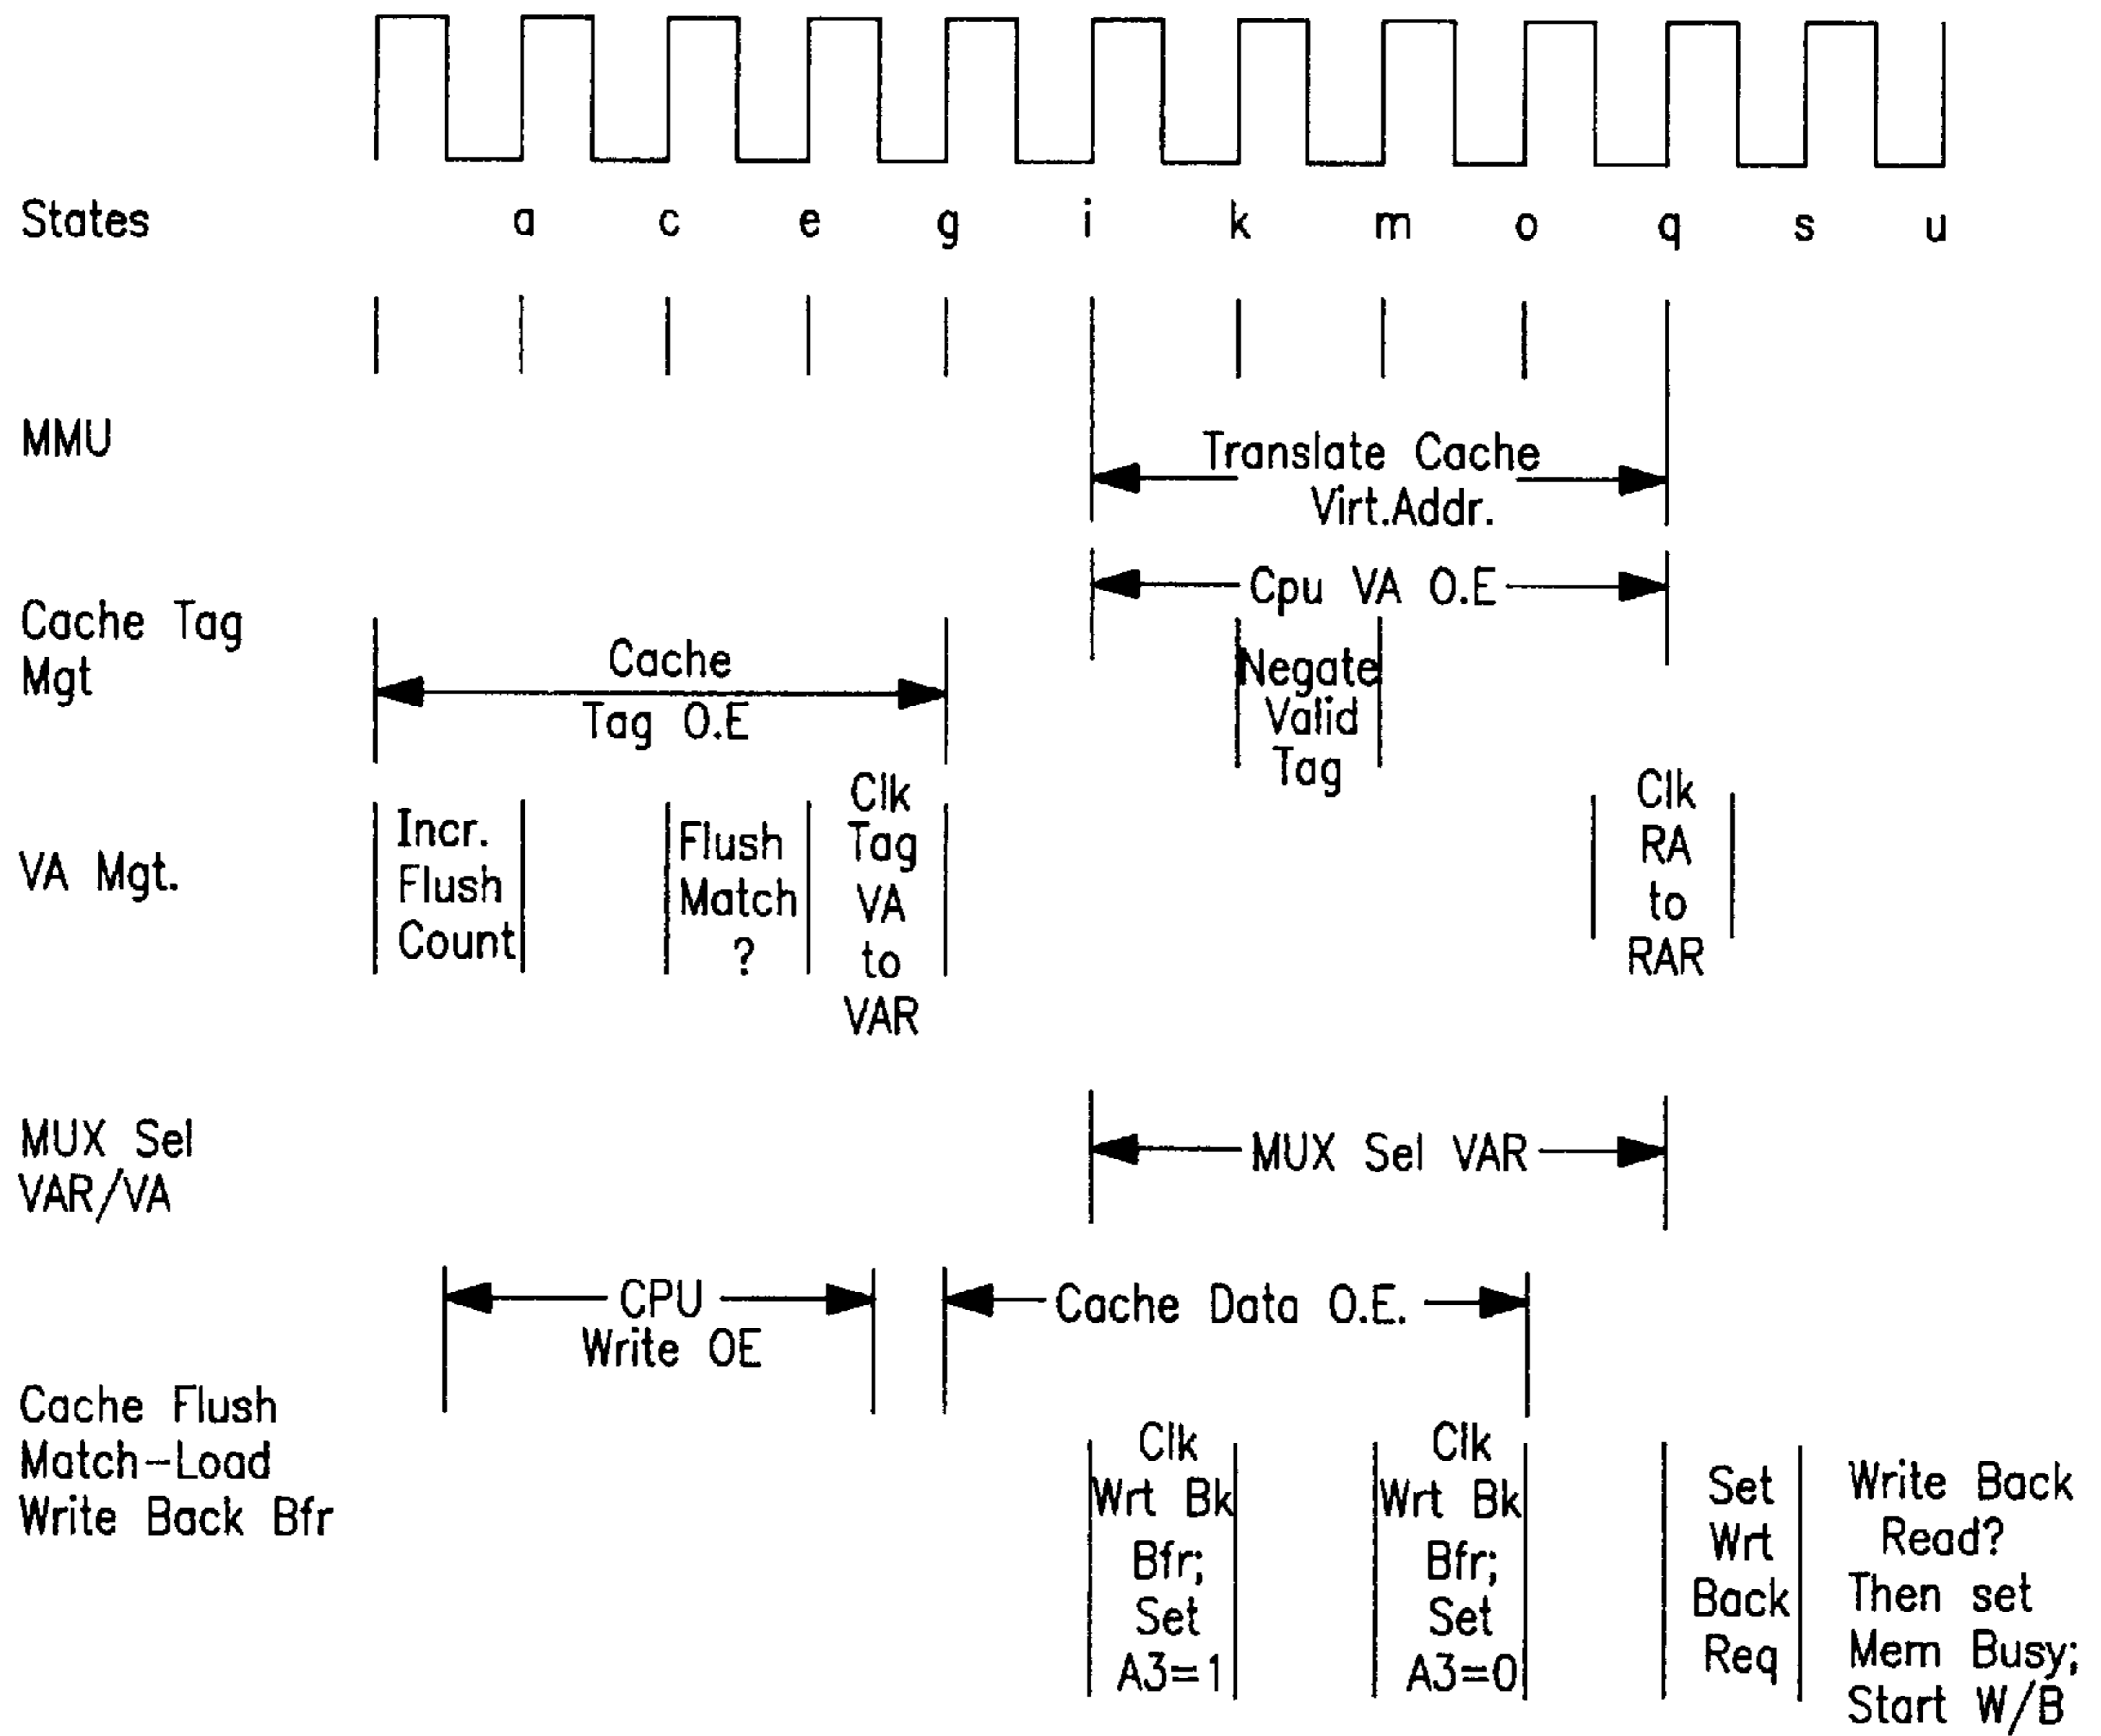 States a c e g i k m o q s u
MMU
Translate Cache
Virt.Addr.
Cpu VA O.E
Cache Tag
Mgt
Cache
Tag O.E
Negate
Valid
Tag
VA Mgt.
Incr.
Flush
Count
Flush
Match
?
Clk
Tag
VA
to
VAR
Clk
RA
to
RAR
MUX Sel
VAR/VA
MUX Sel VAR
CPU
Write OE
Cache Data O.E.
Cache Flush
Match-Load
Write Back Bfr
Clk
Wrt Bk
Bfr;
Set
A3=1
Clk
Wrt Bk
Bfr;
Set
A3=0
Set
Wrt
Back
Req
Write Back
Read?
Then set
Mem Busy;
Start W/B